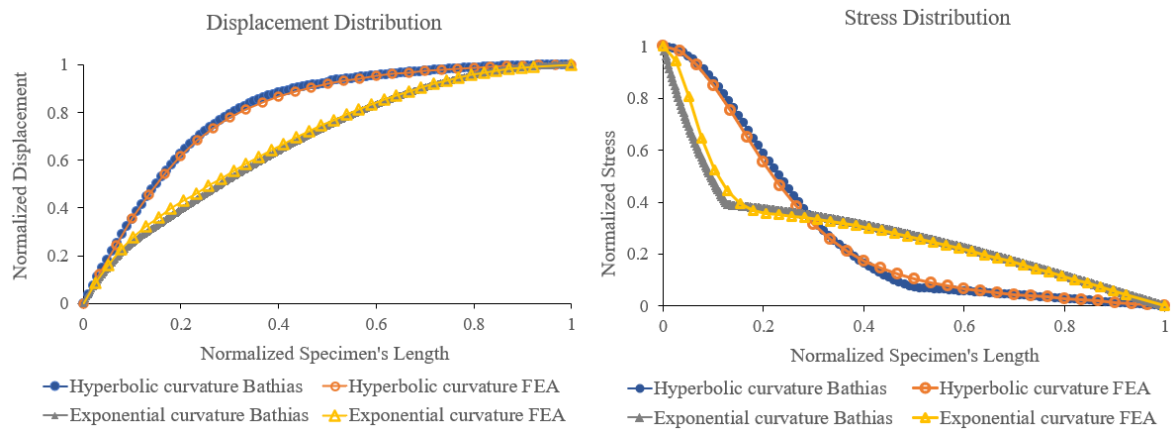 Displacement Distribution
Normalized Displacement
1
0.8
0.6
0.4
0.2
0
0 0.2 0.4 0.6 0.8 1
Normalized Specimen's Length
Hyperbolic curvature Bathias Hyperbolic curvature FEA
Exponential curvature Bathias Exponential curvature FEA
Stress Distribution
Normalized Stress
1
0.8
0.6
0.4
0.2
0
0 0.2 0.4 0.6 0.8 1
Normalized Specimen's Length
Hyperbolic curvature Bathias Hyperbolic curvature FEA
Exponential curvature Bathias Exponential curvature FEA